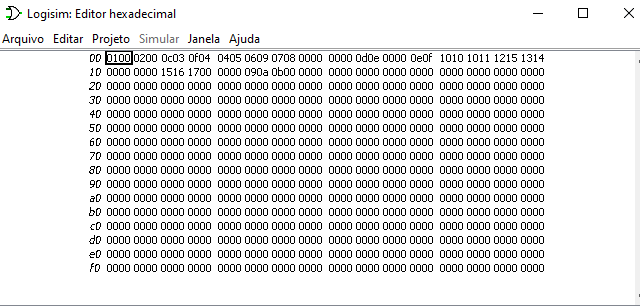 Logisim: Editor hexadecimal
Arquivo Editar Projeto Simular Janela Ajuda
00 0100 0200 0c03 0f04 0405 0609 0708 0000 0000 0d0e 0000 0e0f 1010 1011 1215 1314
10 0000 0000 1516 1700 0000 090a 0b00 0000 0000 0000 0000 0000 0000 0000 0000 0000
20 0000 0000 0000 0000 0000 0000 0000 0000 0000 0000 0000 0000 0000 0000 0000 0000
30 0000 0000 0000 0000 0000 0000 0000 0000 0000 0000 0000 0000 0000 0000 0000 0000
40 0000 0000 0000 0000 0000 0000 0000 0000 0000 0000 0000 0000 0000 0000 0000 0000
50 0000 0000 0000 0000 0000 0000 0000 0000 0000 0000 0000 0000 0000 0000 0000 0000
60 0000 0000 0000 0000 0000 0000 0000 0000 0000 0000 0000 0000 0000 0000 0000 0000
70 0000 0000 0000 0000 0000 0000 0000 0000 0000 0000 0000 0000 0000 0000 0000 0000
80 0000 0000 0000 0000 0000 0000 0000 0000 0000 0000 0000 0000 0000 0000 0000 0000
90 0000 0000 0000 0000 0000 0000 0000 0000 0000 0000 0000 0000 0000 0000 0000 0000
a0 0000 0000 0000 0000 0000 0000 0000 0000 0000 0000 0000 0000 0000 0000 0000 0000
b0 0000 0000 0000 0000 0000 0000 0000 0000 0000 0000 0000 0000 0000 0000 0000 0000
c0 0000 0000 0000 0000 0000 0000 0000 0000 0000 0000 0000 0000 0000 0000 0000 0000
d0 0000 0000 0000 0000 0000 0000 0000 0000 0000 0000 0000 0000 0000 0000 0000 0000
e0 0000 0000 0000 0000 0000 0000 0000 0000 0000 0000 0000 0000 0000 0000 0000 0000
f0 0000 0000 0000 0000 0000 0000 0000 0000 0000 0000 0000 0000 0000 0000 0000 0000